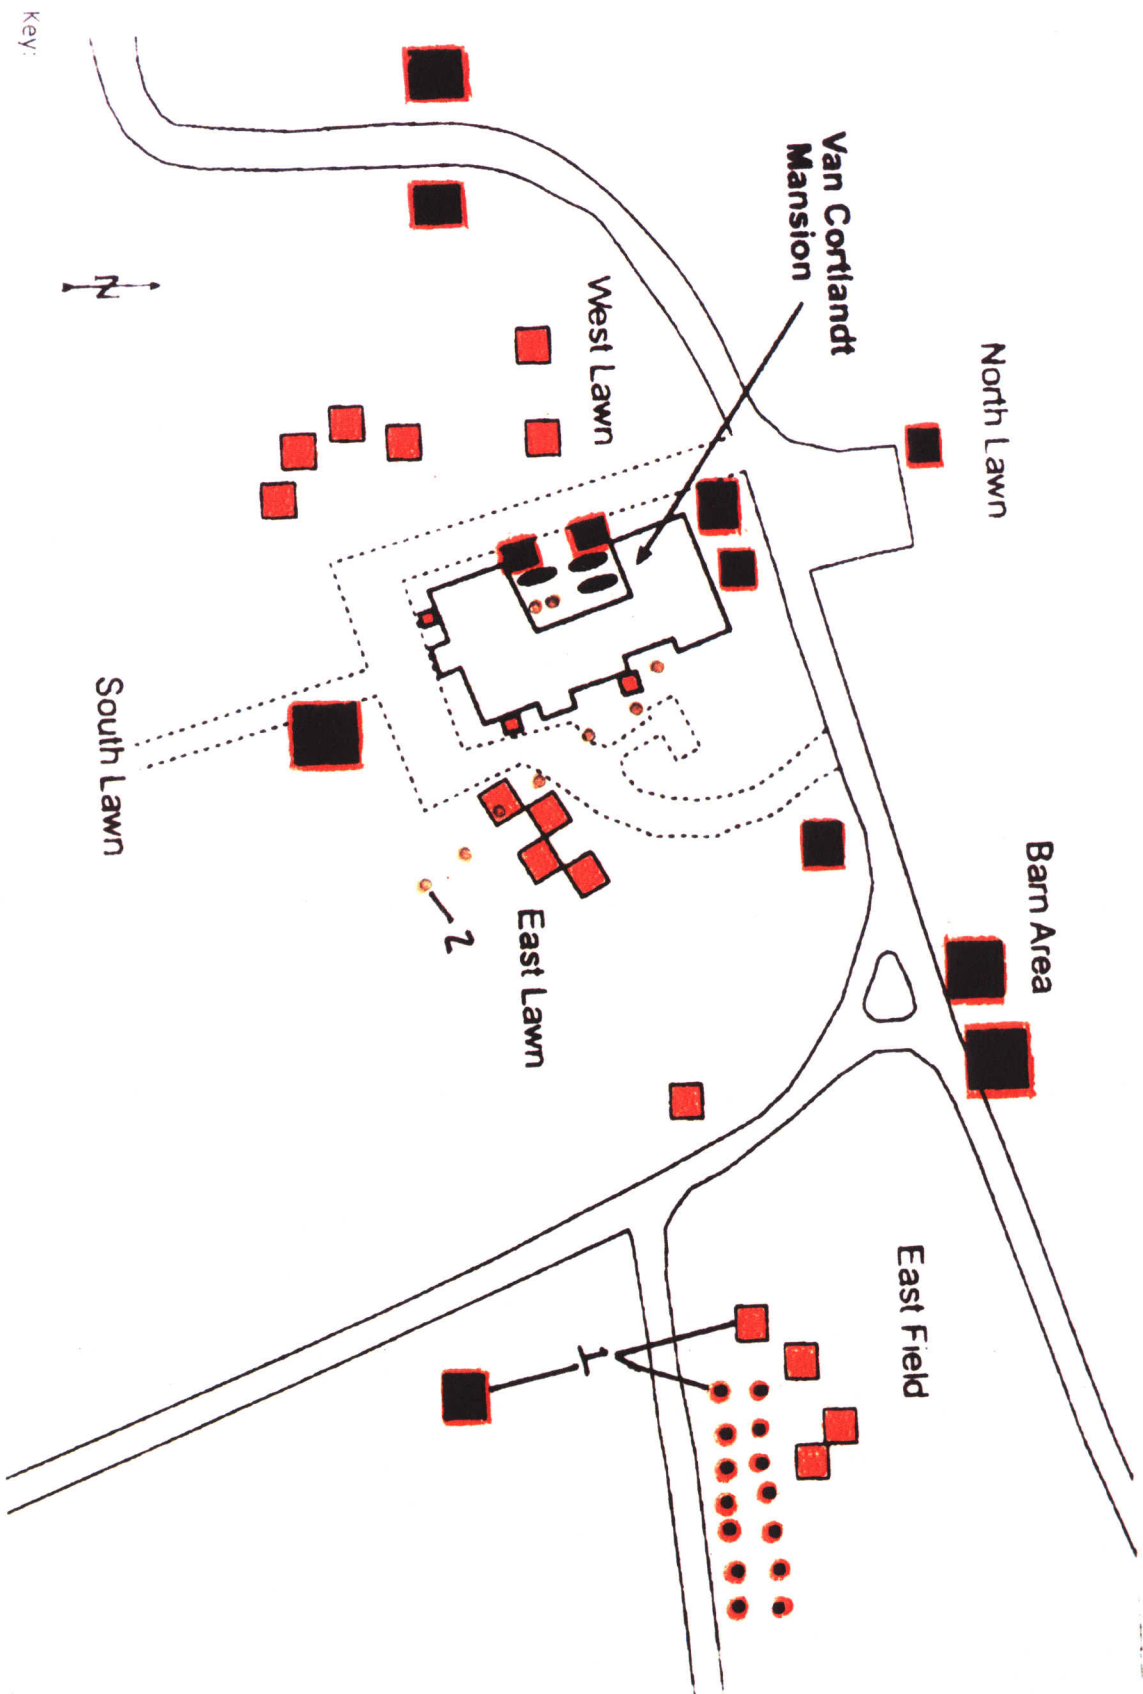 North Lawn
Barn Area
East Field
Van Cortlandt
Mansion
West Lawn
East Lawn
South Lawn
1
2
N
Key: